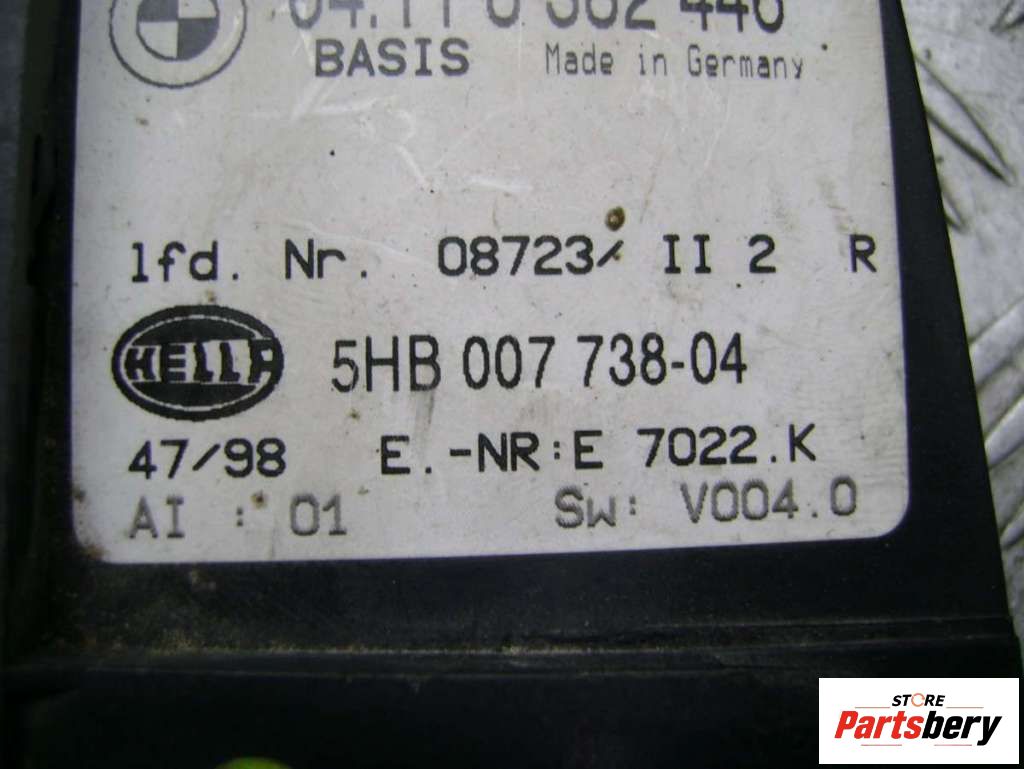 BASIS Made in Germany
lfd. Nr. 08723/ II 2 R
HELLA 5HB 007 738-04
47/98 E.-NR:E 7022.K
AI : 01 Sw: V004.0
STORE
Partsbery